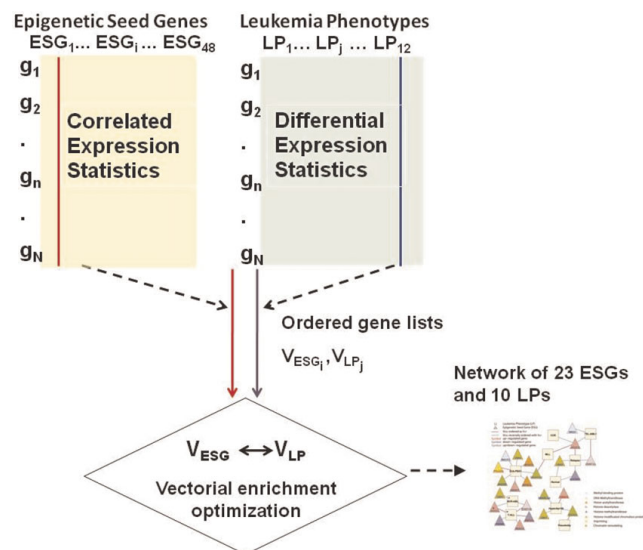 Epigenetic Seed Genes
ESG1... ESGi ... ESG48
g1
g2
.
gn
.
gN
Correlated
Expression
Statistics
Leukemia Phenotypes
LP1... LPj ... LP12
g1
g2
.
gn
.
gN
Differential
Expression
Statistics
Ordered gene lists
VESGi, VLPj
VESG ↔ VLP
Vectorial enrichment
optimization
Network of 23 ESGs
and 10 LPs